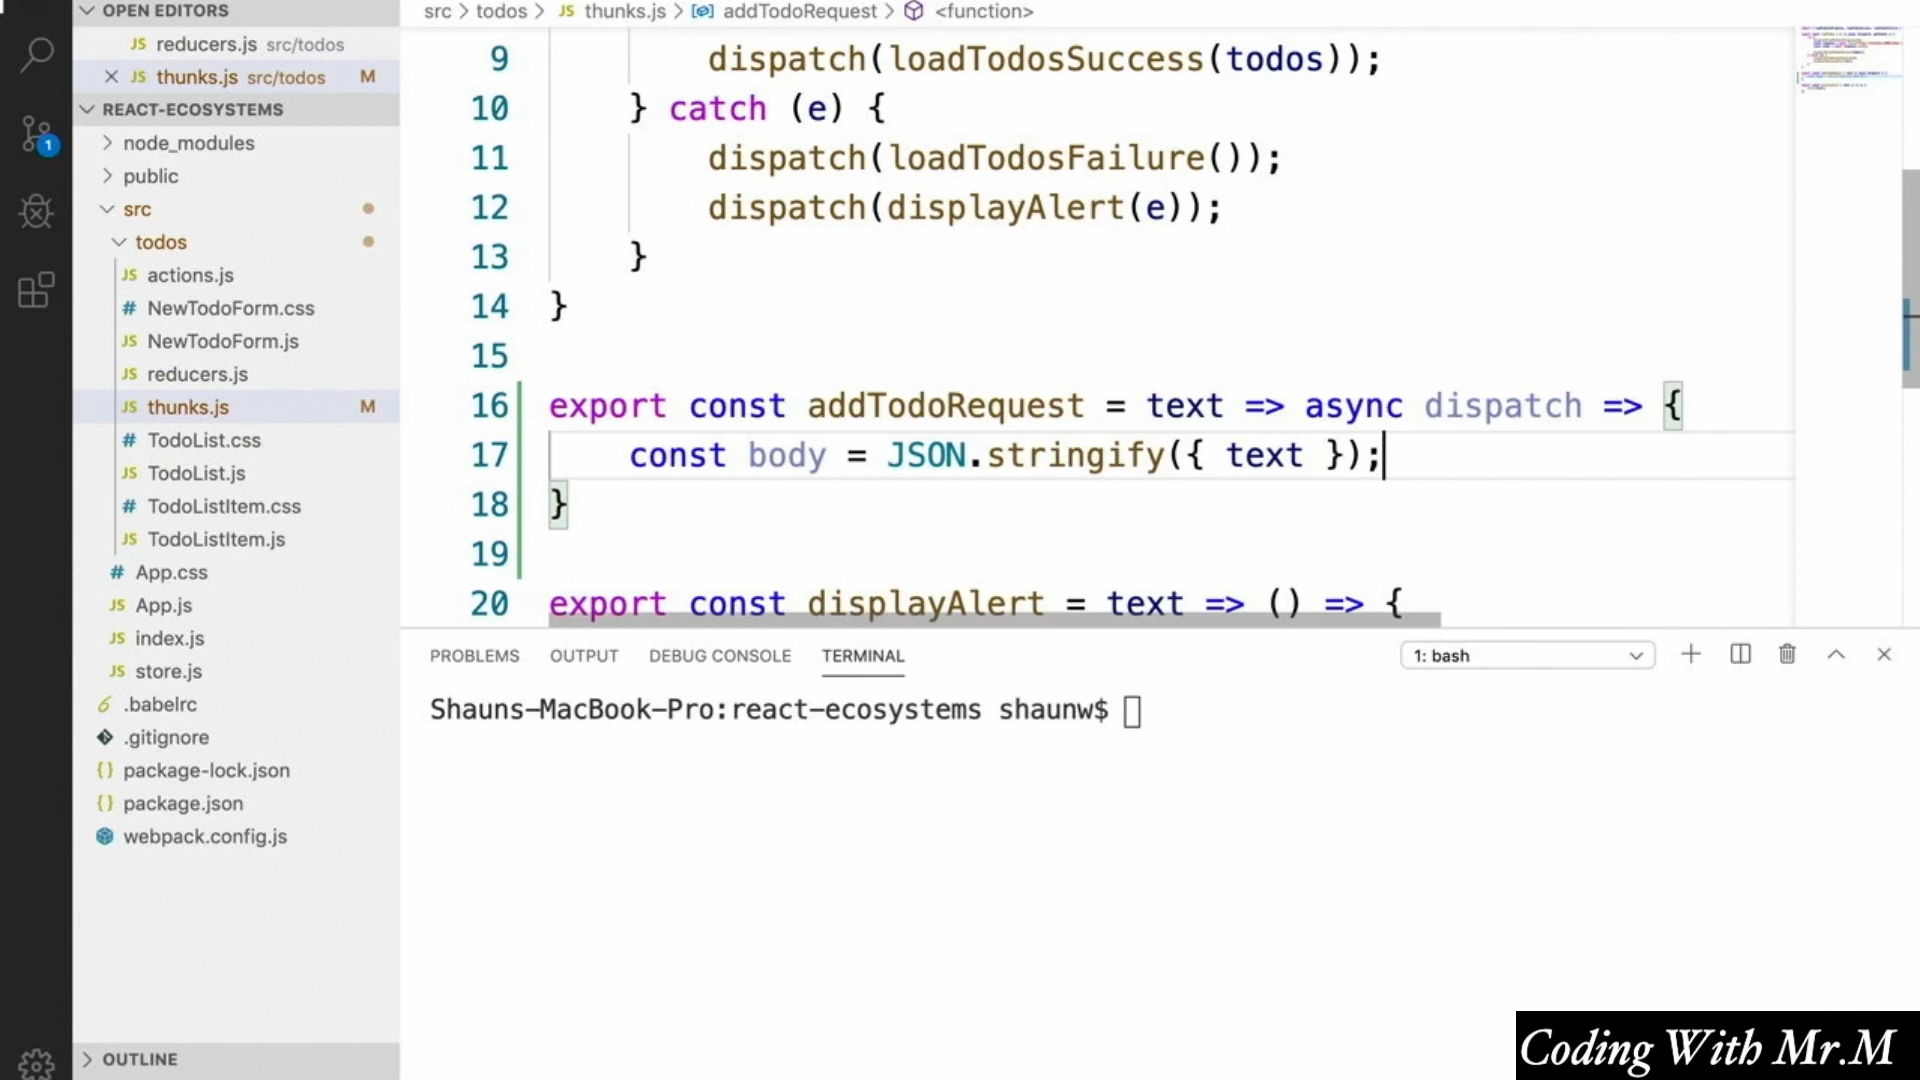 OPEN EDITORS
JS reducers.js src/todos
JS thunks.js src/todos M
REACT-ECOSYSTEMS
1
node_modules
public
src
todos
JS actions.js
# NewTodoForm.css
JS NewTodoForm.js
JS reducers.js
JS thunks.js M
# TodoList.css
JS TodoList.js
# TodoListItem.css
JS TodoListItem.js
# App.css
JS App.js
JS index.js
JS store.js
.babelrc
.gitignore
{} package-lock.json
{} package.json
webpack.config.js
OUTLINE
src > todos > JS thunks.js > addTodoRequest > <function>
9 dispatch(loadTodosSuccess(todos));
10 } catch (e) {
11 dispatch(loadTodosFailure());
12 dispatch(displayAlert(e));
13 }
14 }
15
16 export const addTodoRequest = text => async dispatch => {
17 const body = JSON.stringify({ text });
18 }
19
20 export const displayAlert = text => () => {
PROBLEMS OUTPUT DEBUG CONSOLE TERMINAL 1: bash
Shauns-MacBook-Pro:react-ecosystems shaunw$
Coding With Mr.M